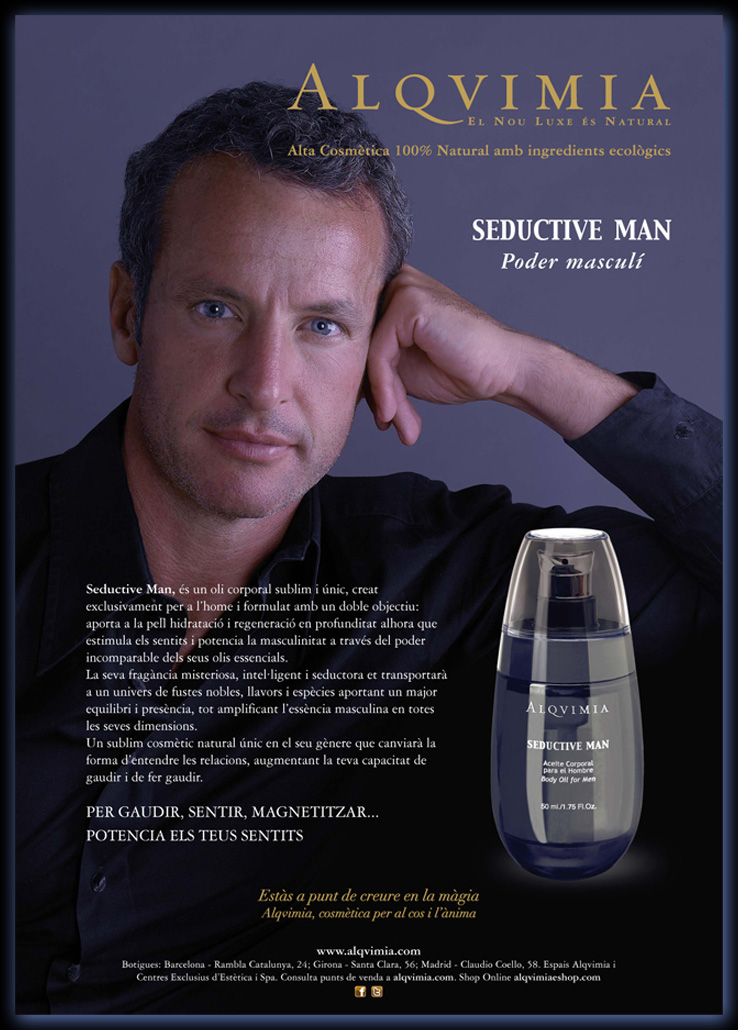 ALQVIMIA
EL NOU LUXE ÉS NATURAL
Alta Cosmètica 100% Natural amb ingredients ecològics
SEDUCTIVE MAN
Poder masculí
Seductive Man, és un oli corporal sublim i únic, creat
exclusivament per a l'home i formulat amb un doble objectiu:
aporta a la pell hidratació i regeneració en profunditat alhora que
estimula els sentits i potencia la masculinitat a través del poder
incomparable dels seus olis essencials.
La seva fragància misteriosa, intel·ligent i seductora et transportarà
a un univers de fustes nobles, llavors i espècies aportant un major
equilibri i presència, tot amplificant l'essència masculina en totes
les seves dimensions.
Un sublim cosmètic natural únic en el seu gènere que canviarà la
forma d'entendre les relacions, augmentant la teva capacitat de
gaudir i de fer gaudir.
PER GAUDIR, SENTIR, MAGNETITZAR...
POTENCIA ELS TEUS SENTITS
ALQVIMIA
SEDUCTIVE MAN
Aceite Corporal
para el Hombre
Body Oil for Men
50 ml./1.75 Fl.Oz.
Estàs a punt de creure en la màgia
Alqvimia, cosmètica per al cos i l'ànima
www.alqvimia.com
Botigues: Barcelona - Rambla Catalunya, 24; Girona - Santa Clara, 56; Madrid - Claudio Coello, 58. Espais Alqvimia i
Centres Exclusius d'Estètica i Spa. Consulta punts de venda a alqvimia.com. Shop Online alqvimiaeshop.com